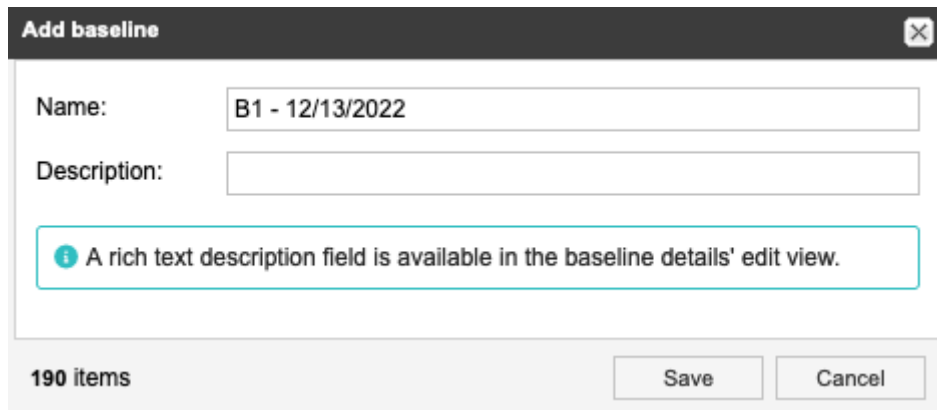 Add baseline
Name: B1 - 12/13/2022
Description:
A rich text description field is available in the baseline details' edit view.
190 items Save Cancel